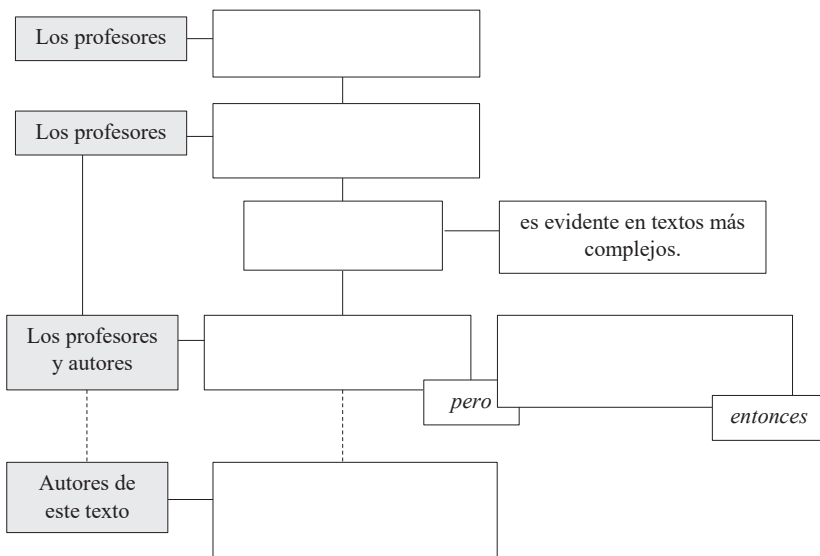 Los profesores
Los profesores
es evidente en textos más
complejos.
Los profesores
y autores
pero
entonces
Autores de
este texto